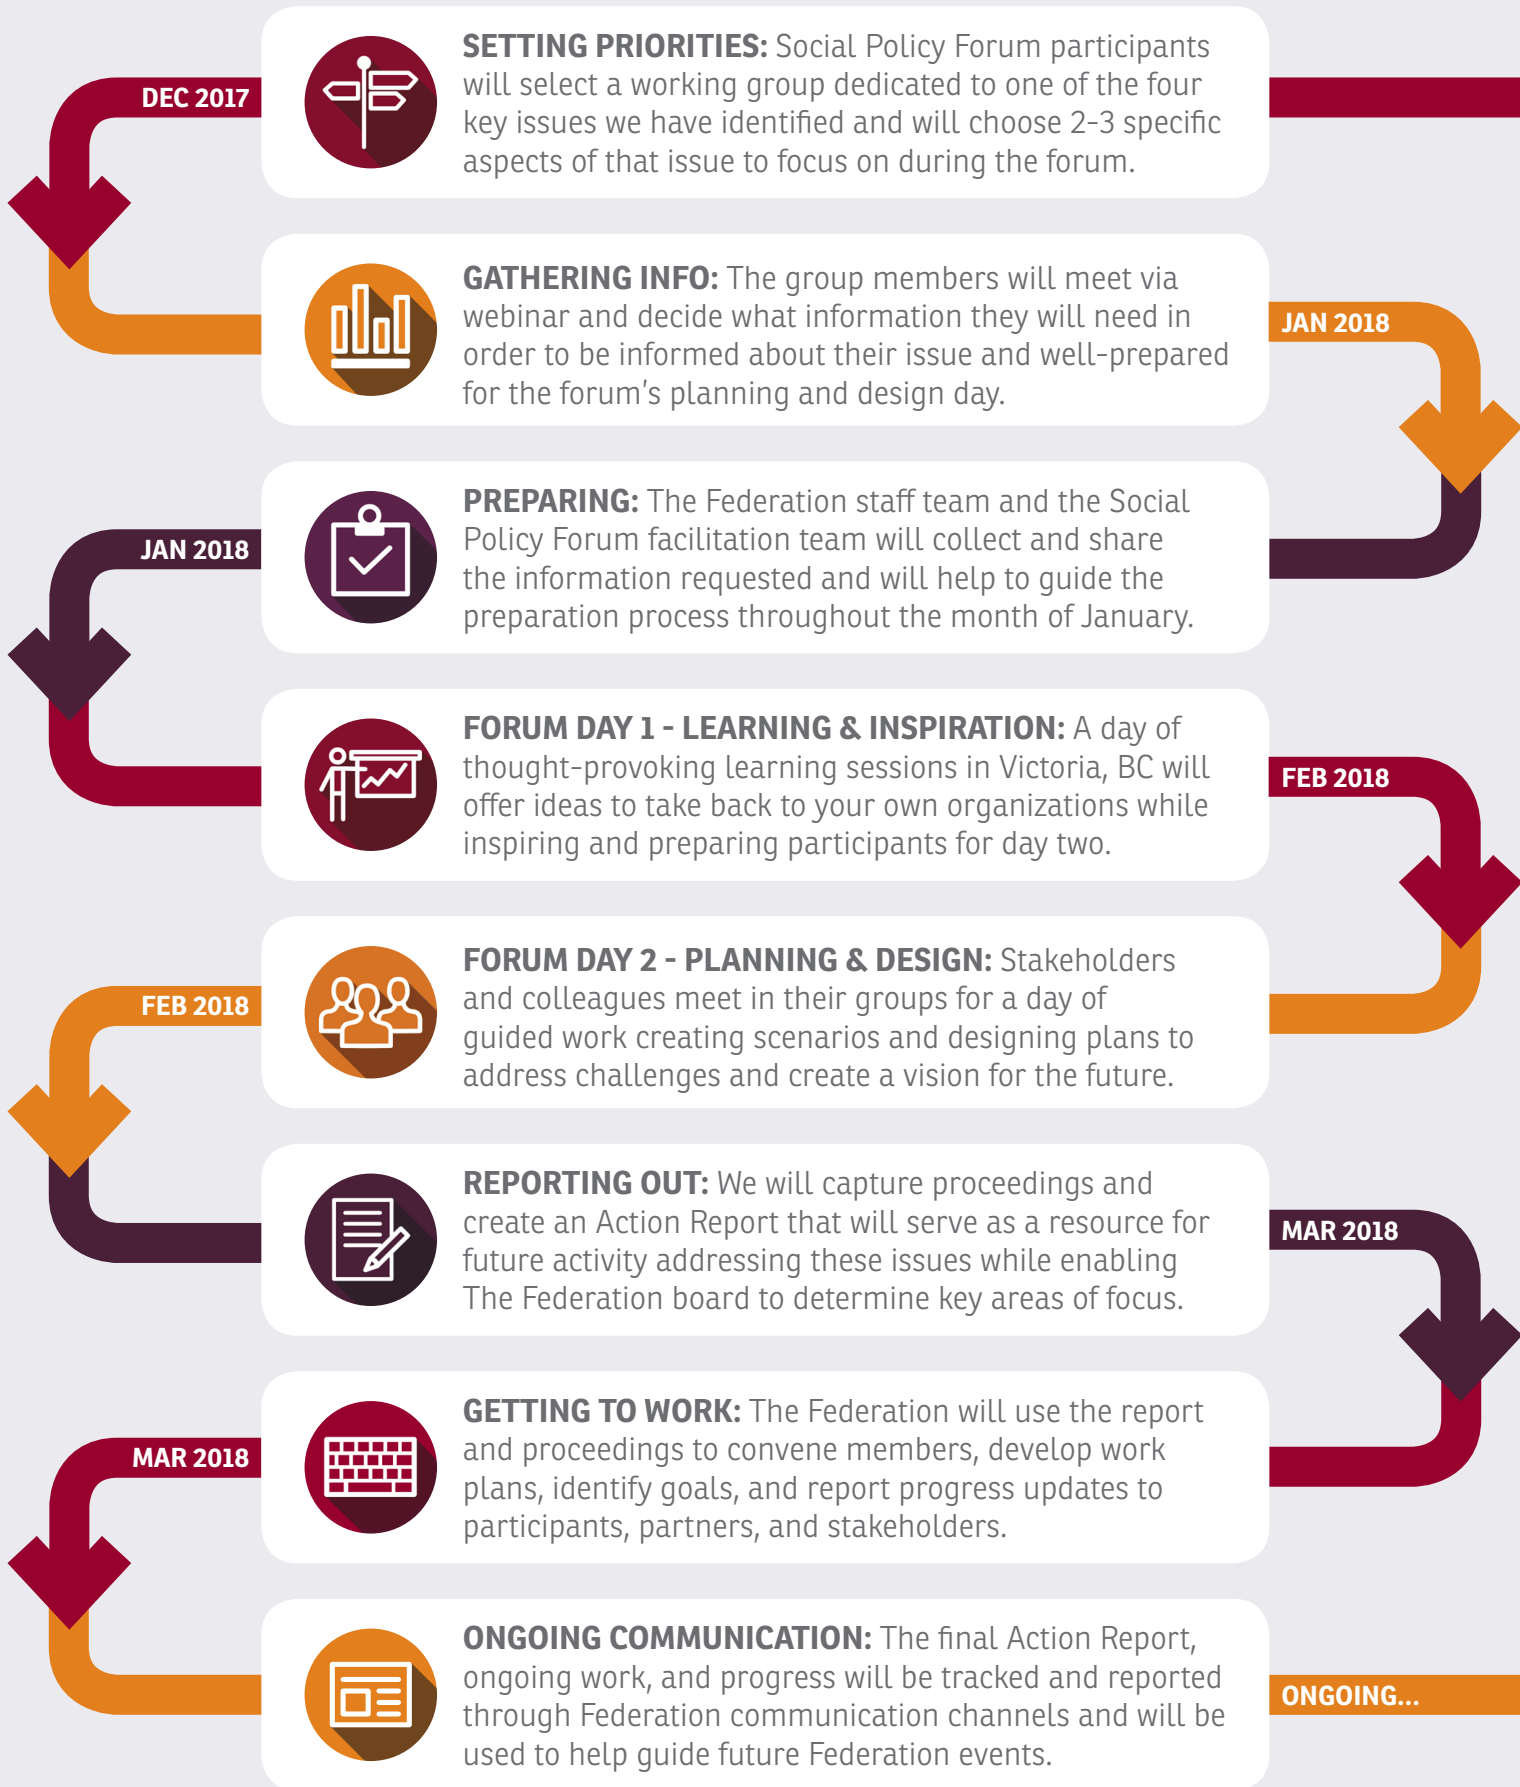 DEC 2017
SETTING PRIORITIES: Social Policy Forum participants
will select a working group dedicated to one of the four
key issues we have identified and will choose 2-3 specific
aspects of that issue to focus on during the forum.
GATHERING INFO: The group members will meet via
webinar and decide what information they will need in
order to be informed about their issue and well-prepared
for the forum's planning and design day.
JAN 2018
JAN 2018
PREPARING: The Federation staff team and the Social
Policy Forum facilitation team will collect and share
the information requested and will help to guide the
preparation process throughout the month of January.
FORUM DAY 1 - LEARNING & INSPIRATION: A day of
thought-provoking learning sessions in Victoria, BC will
offer ideas to take back to your own organizations while
inspiring and preparing participants for day two.
FEB 2018
FEB 2018
FORUM DAY 2 - PLANNING & DESIGN: Stakeholders
and colleagues meet in their groups for a day of
guided work creating scenarios and designing plans to
address challenges and create a vision for the future.
REPORTING OUT: We will capture proceedings and
create an Action Report that will serve as a resource for
future activity addressing these issues while enabling
The Federation board to determine key areas of focus.
MAR 2018
MAR 2018
GETTING TO WORK: The Federation will use the report
and proceedings to convene members, develop work
plans, identify goals, and report progress updates to
participants, partners, and stakeholders.
ONGOING COMMUNICATION: The final Action Report,
ongoing work, and progress will be tracked and reported
through Federation communication channels and will be
used to help guide future Federation events.
ONGOING...